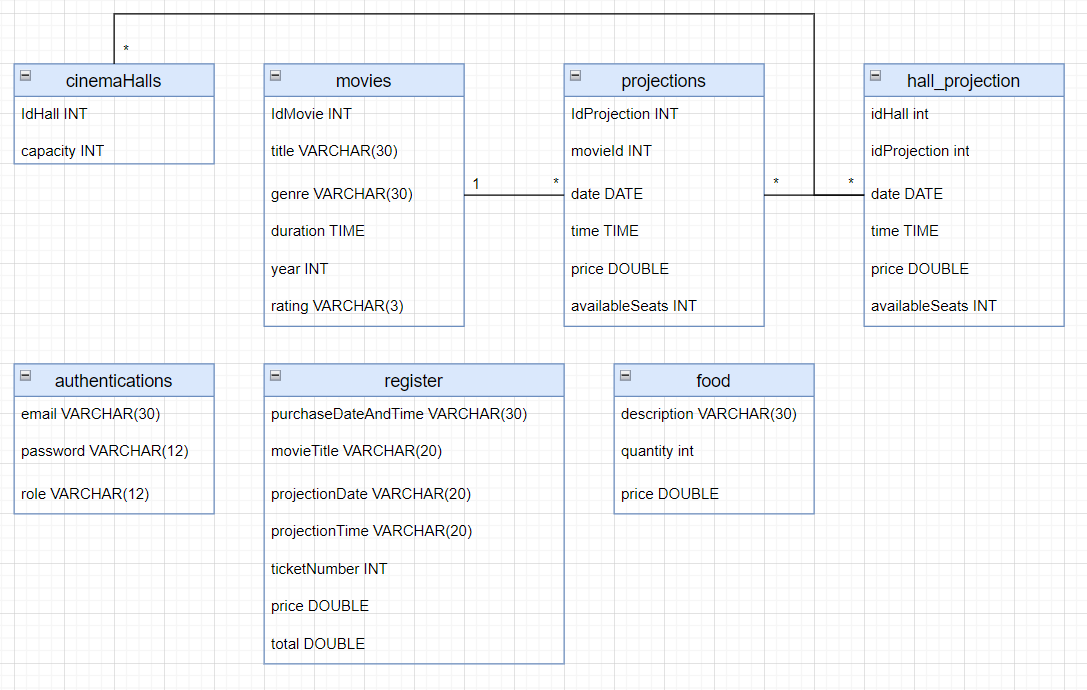 *
cinemaHalls
IdHall INT
capacity INT
movies
IdMovie INT
title VARCHAR(30)
genre VARCHAR(30)
duration TIME
year INT
rating VARCHAR(3)
1
*
projections
IdProjection INT
movieId INT
date DATE
time TIME
price DOUBLE
availableSeats INT
*
*
hall_projection
idHall int
idProjection int
date DATE
time TIME
price DOUBLE
availableSeats INT
authentications
email VARCHAR(30)
password VARCHAR(12)
role VARCHAR(12)
register
purchaseDateAndTime VARCHAR(30)
movieTitle VARCHAR(20)
projectionDate VARCHAR(20)
projectionTime VARCHAR(20)
ticketNumber INT
price DOUBLE
total DOUBLE
food
description VARCHAR(30)
quantity int
price DOUBLE